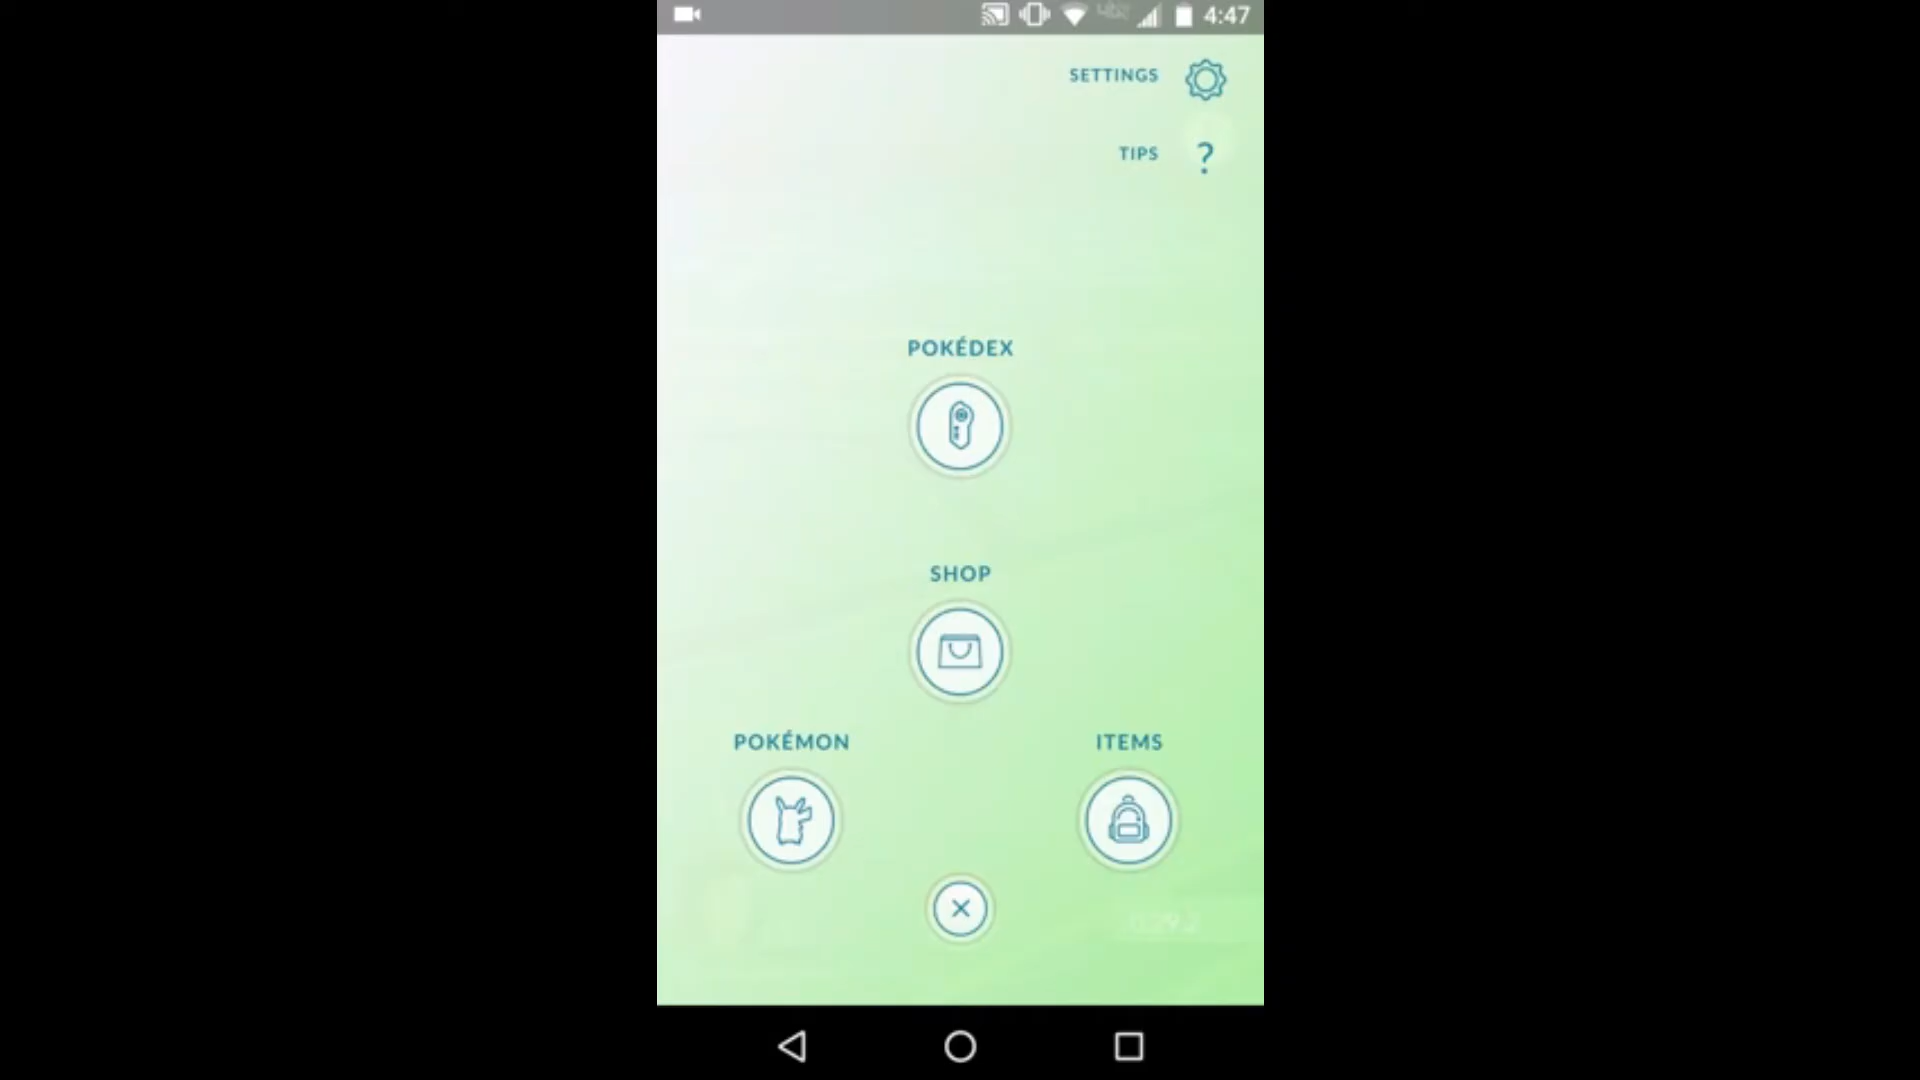 4:47
SETTINGS
TIPS
?
POKÉDEX
SHOP
POKÉMON
ITEMS